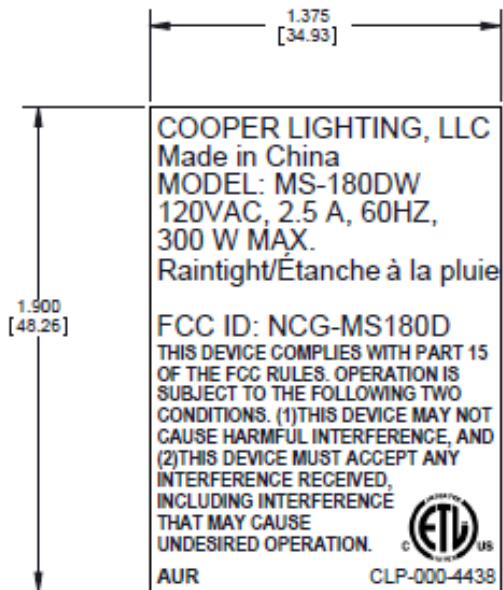 1.375
[34.93]
1.900
[48.26]
COOPER LIGHTING, LLC
Made in China
MODEL: MS-180DW
120VAC, 2.5 A, 60HZ,
300 W MAX.
Raintight/Étanche à la pluie
FCC ID: NCG-MS180D
THIS DEVICE COMPLIES WITH PART 15
OF THE FCC RULES. OPERATION IS
SUBJECT TO THE FOLLOWING TWO
CONDITIONS. (1)THIS DEVICE MAY NOT
CAUSE HARMFUL INTERFERENCE, AND
(2)THIS DEVICE MUST ACCEPT ANY
INTERFERENCE RECEIVED,
INCLUDING INTERFERENCE
THAT MAY CAUSE
UNDESIRED OPERATION.
C ETL US
AUR CLP-000-4438